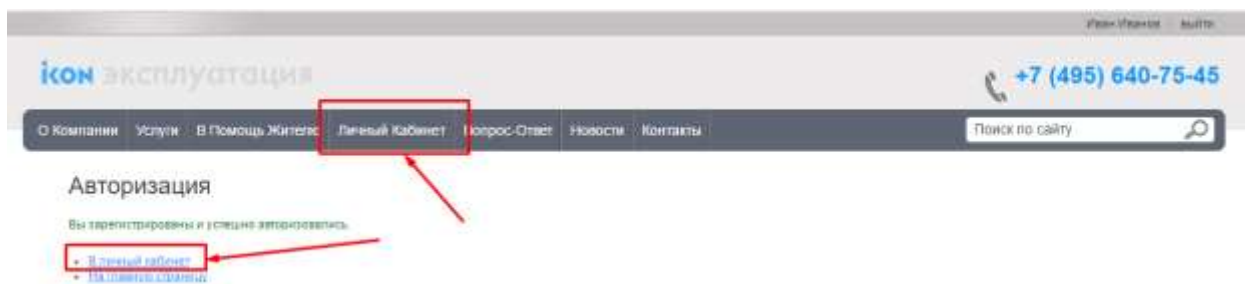 Иван Иванов выйти
iкон эксплуатация
+7 (495) 640-75-45
О Компании Услуги В Помощь Жителю Личный Кабинет Вопрос-Ответ Новости Контакты Поиск по сайту
Авторизация
Вы зарегистрированы и успешно авторизовались.
В личный кабинет
На главную страницу